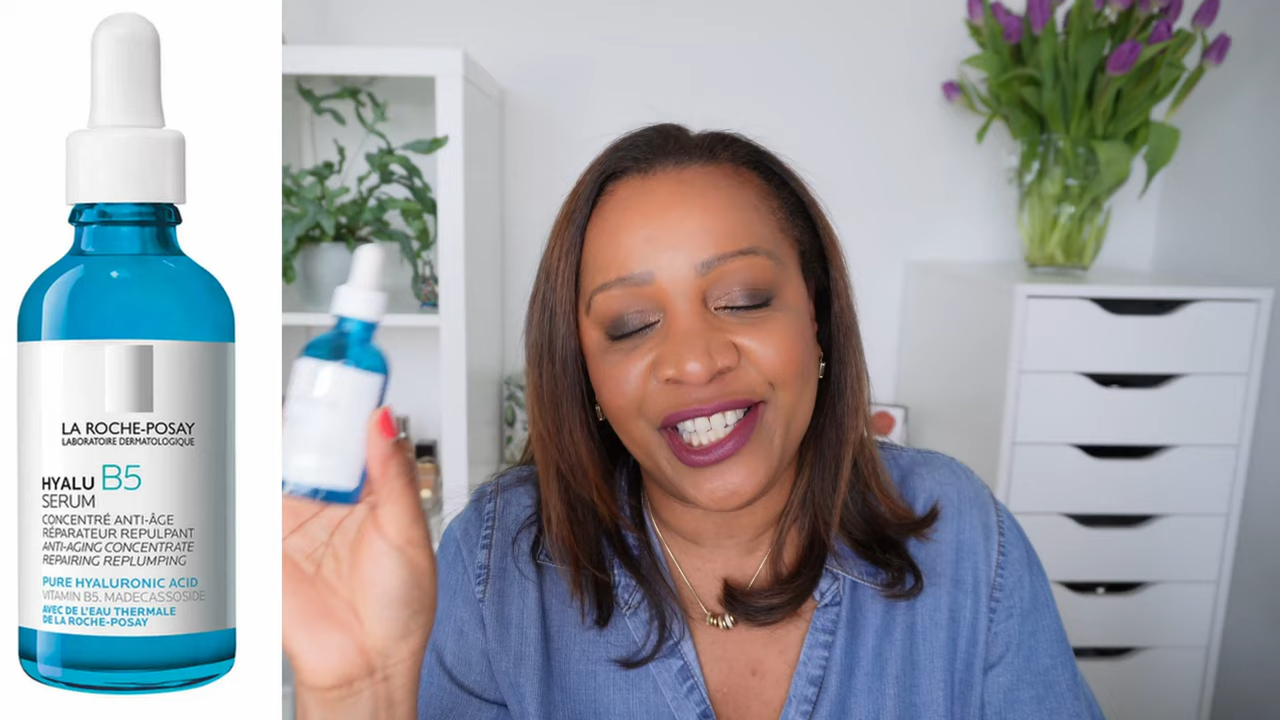 LA ROCHE-POSAY
LABORATOIRE DERMATOLOGIQUE
HYALU B5
SERUM
CONCENTRÉ ANTI-ÂGE
RÉPARATEUR REPULPANT
ANTI-AGING CONCENTRATE
REPAIRING REPLUMPING
PURE HYALURONIC ACID
VITAMIN B5. MADECASSOSIDE
AVEC DE L'EAU THERMALE
DE LA ROCHE-POSAY